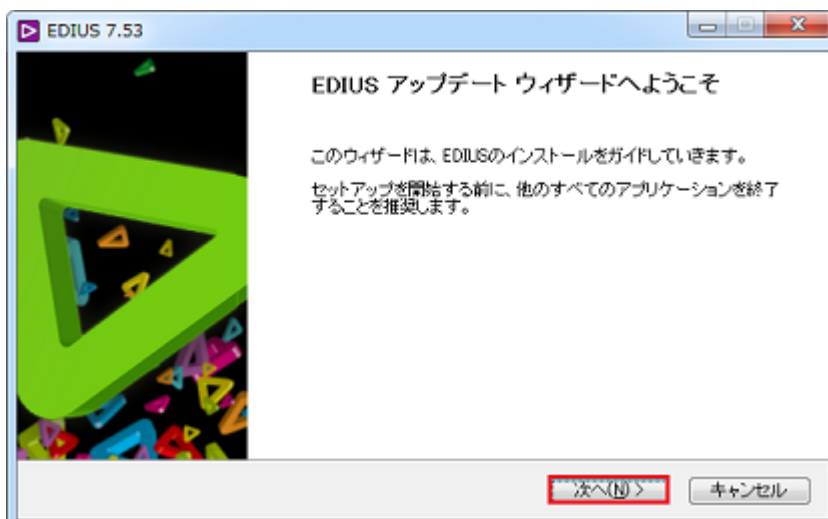 EDIUS 7.53
EDIUS アップデート ウィザードへようこそ
このウィザードは、EDIUSのインストールをガイドしていきます。
セットアップを開始する前に、他のすべてのアプリケーションを終了
することを推奨します。
次へ(N) >
キャンセル